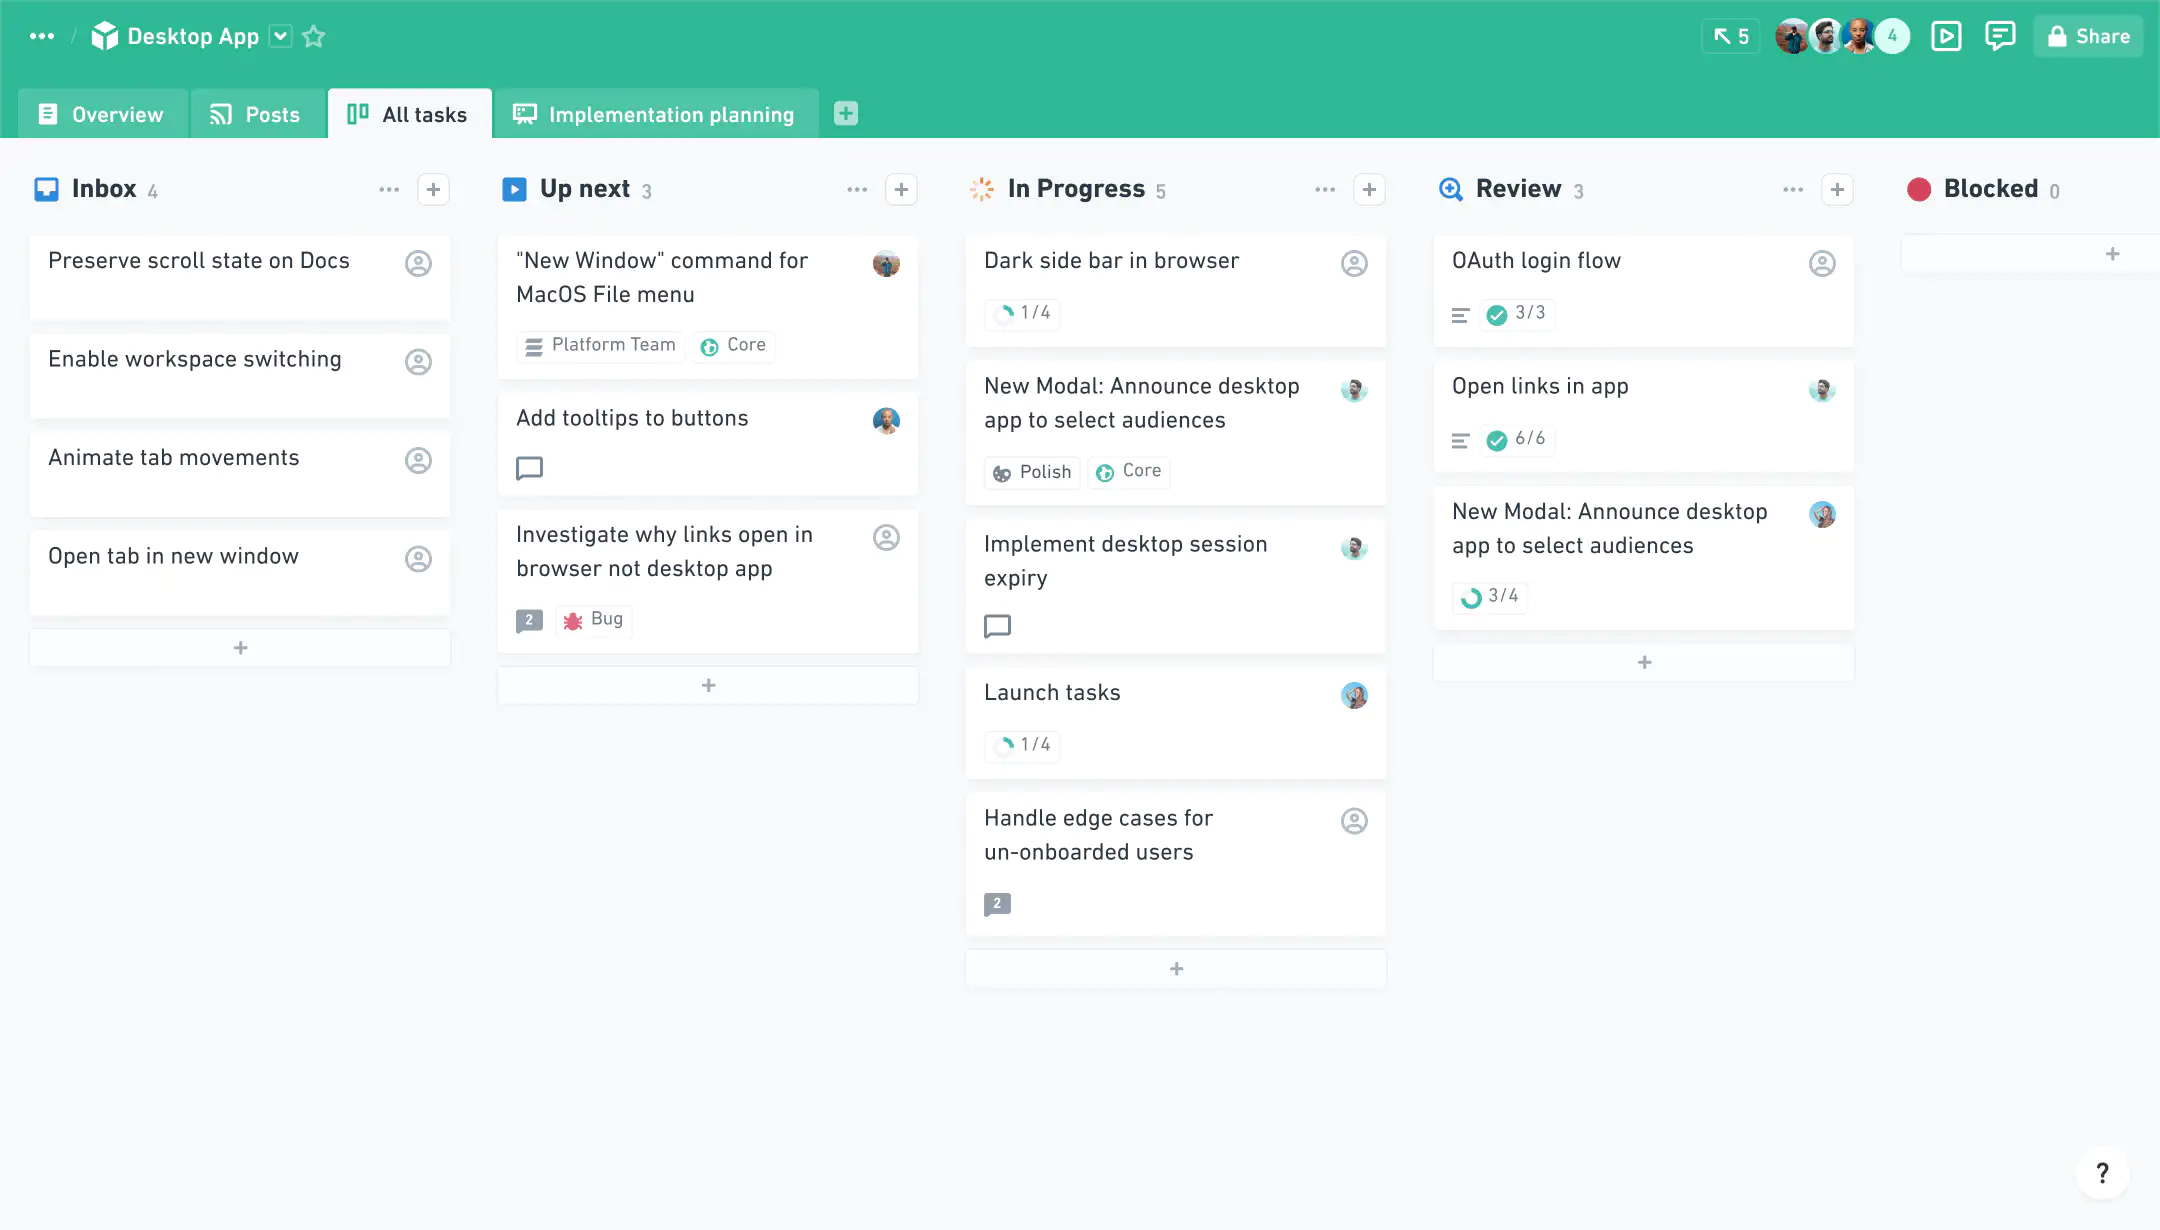 Desktop App
5
4
Share
Overview
Posts
All tasks
Implementation planning
Inbox 4
Preserve scroll state on Docs
Enable workspace switching
Animate tab movements
Open tab in new window
Up next 3
"New Window" command for
MacOS File menu
Platform Team
Core
Add tooltips to buttons
Investigate why links open in
browser not desktop app
2
Bug
In Progress 5
Dark side bar in browser
1/4
New Modal: Announce desktop
app to select audiences
Polish
Core
Implement desktop session
expiry
Launch tasks
1/4
Handle edge cases for
un-onboarded users
2
Review 3
OAuth login flow
3/3
Open links in app
6/6
New Modal: Announce desktop
app to select audiences
3/4
Blocked 0
?